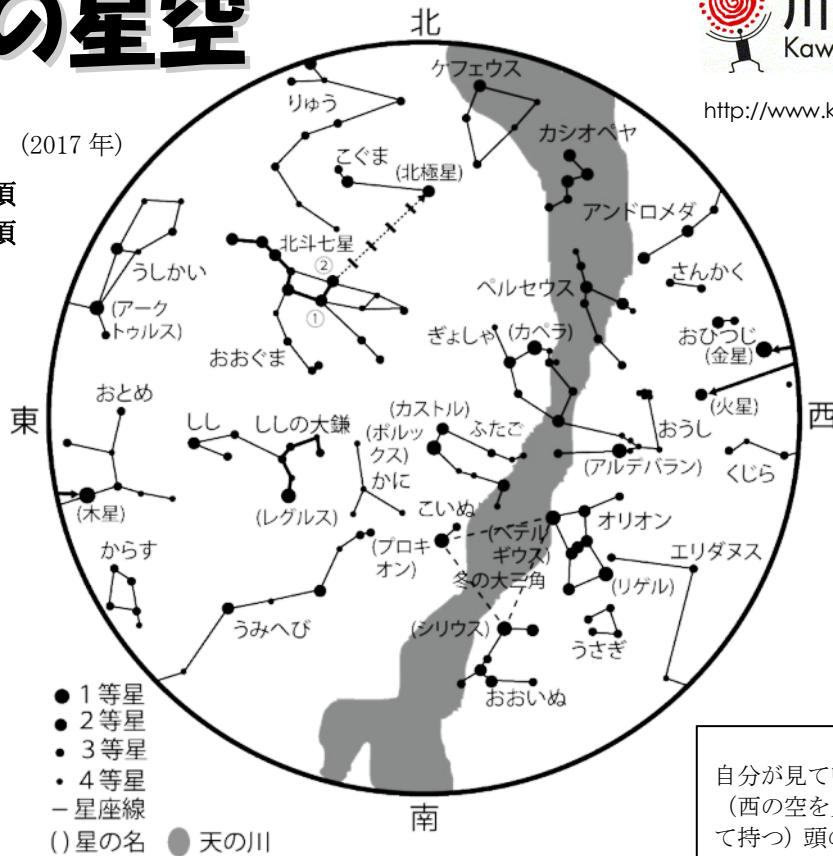 の星空
北
川
Kaw
http://www.k
(2017 年)
頃
頃
ケフェウス
りゅう
カシオペヤ
こぐま
(北極星)
アンドロメダ
北斗七星
②
うしかい
さんかく
ペルセウス
(アーク
トゥルス)
①
ぎょしゃ
(カペラ)
おひつじ
(金星)
おおぐま
おとめ
(カストル)
(火星)
東
しし
ししの大鎌
(ポルッ
クス)
ふたご
おうし
西
(アルデバラン)
くじら
かに
(木星)
(レグルス)
こいぬ
オリオン
からす
(プロキ
オン)
(ベテル
ギウス)
エリダヌス
冬の大三角
(リゲル)
うみへび
(シリウス)
うさぎ
おおいぬ
● 1等星
● 2等星
• 3等星
· 4等星
− 星座線
( ) 星の名
天の川
南
自分が見て
(西の空を
て持つ) 頭の